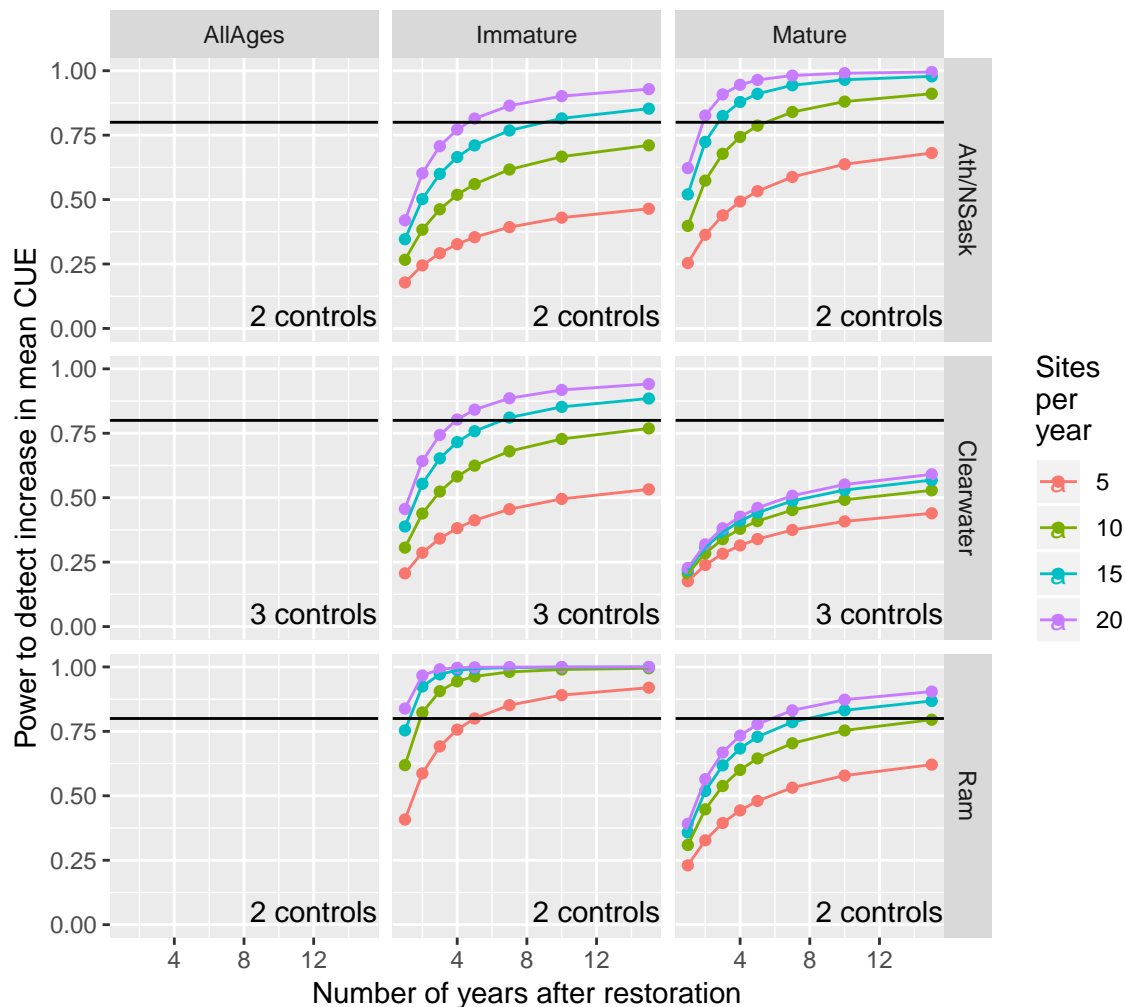 AllAges Immature Mature
1.00
0.75
0.50
0.25
0.00
2 controls 2 controls 2 controls
Ath/NSask
1.00
0.75
0.50
0.25
0.00
3 controls 3 controls 3 controls
Clearwater
1.00
0.75
0.50
0.25
0.00
2 controls 2 controls 2 controls
Ram
4 8 12 4 8 12 4 8 12
Number of years after restoration
Power to detect increase in mean CUE
Sites
per
year
a 5
a 10
a 15
a 20